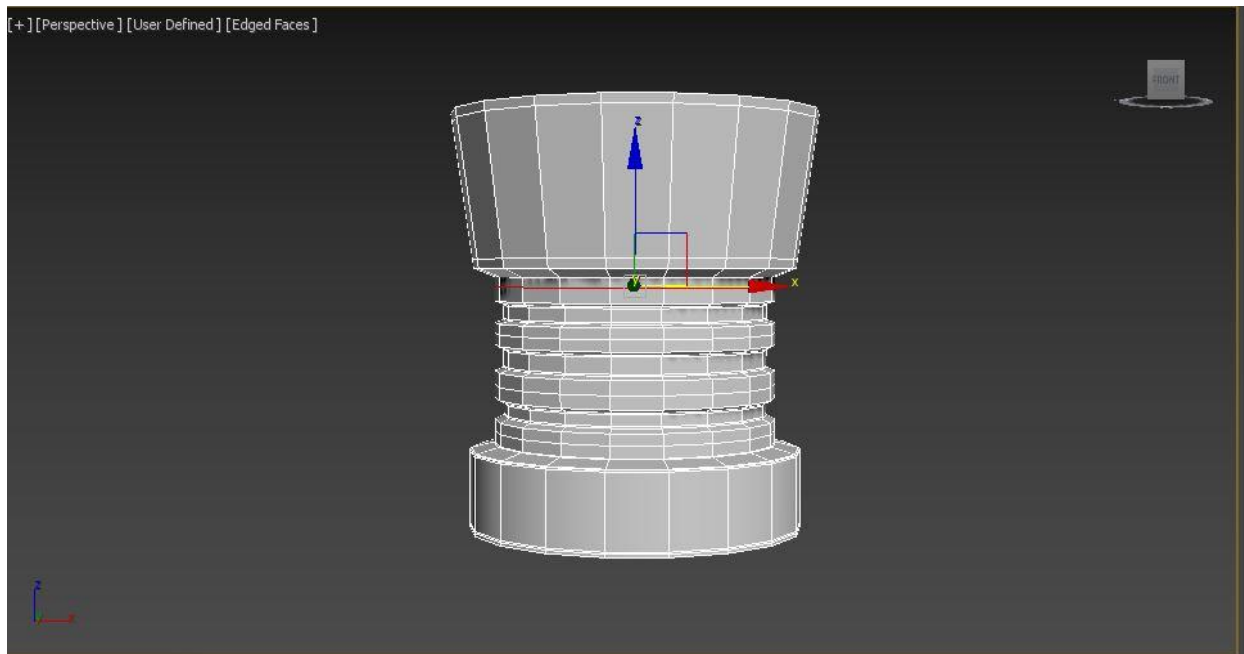 [+] [Perspective ] [User Defined ] [Edged Faces ]
FRONT
z
x
y
z
y x